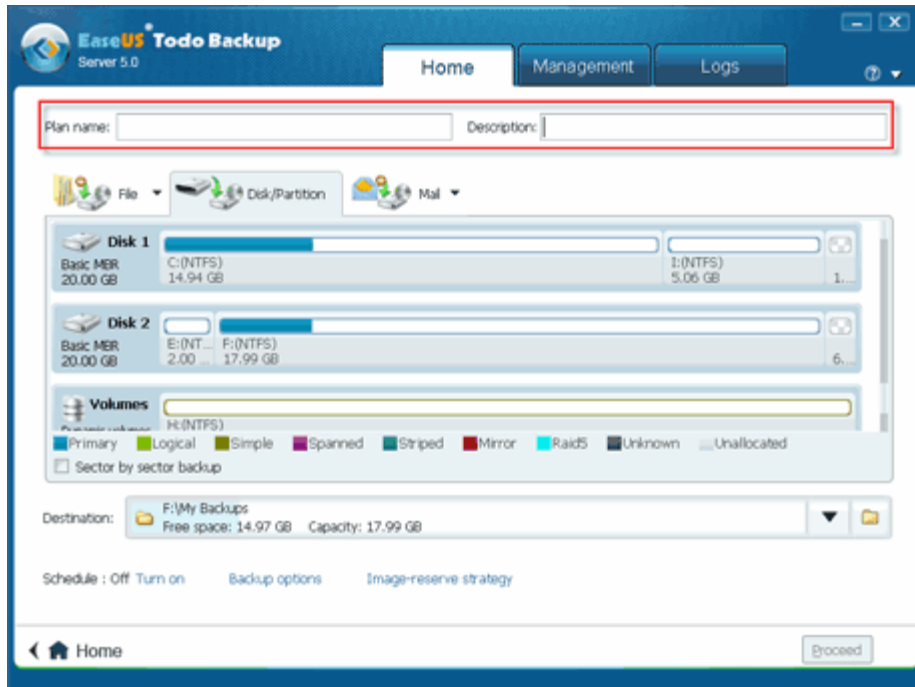 EaseUS Todo Backup
Server 5.0
Home
Management
Logs
Plan name:
Description:
File
Disk/Partition
Mail
Disk 1
Basic MBR
20.00 GB
C:(NTFS)
14.94 GB
I:(NTFS)
5.06 GB
1....
Disk 2
Basic MBR
20.00 GB
E:(NT...
2.00 ...
F:(NTFS)
17.99 GB
6....
Volumes
H:(NTFS)
Primary Logical Simple Spanned Striped Mirror Raid5 Unknown Unallocated
Sector by sector backup
Destination:
F:\My Backups
Free space: 14.97 GB Capacity: 17.99 GB
Schedule : Off Turn on Backup options Image-reserve strategy
Home
Proceed